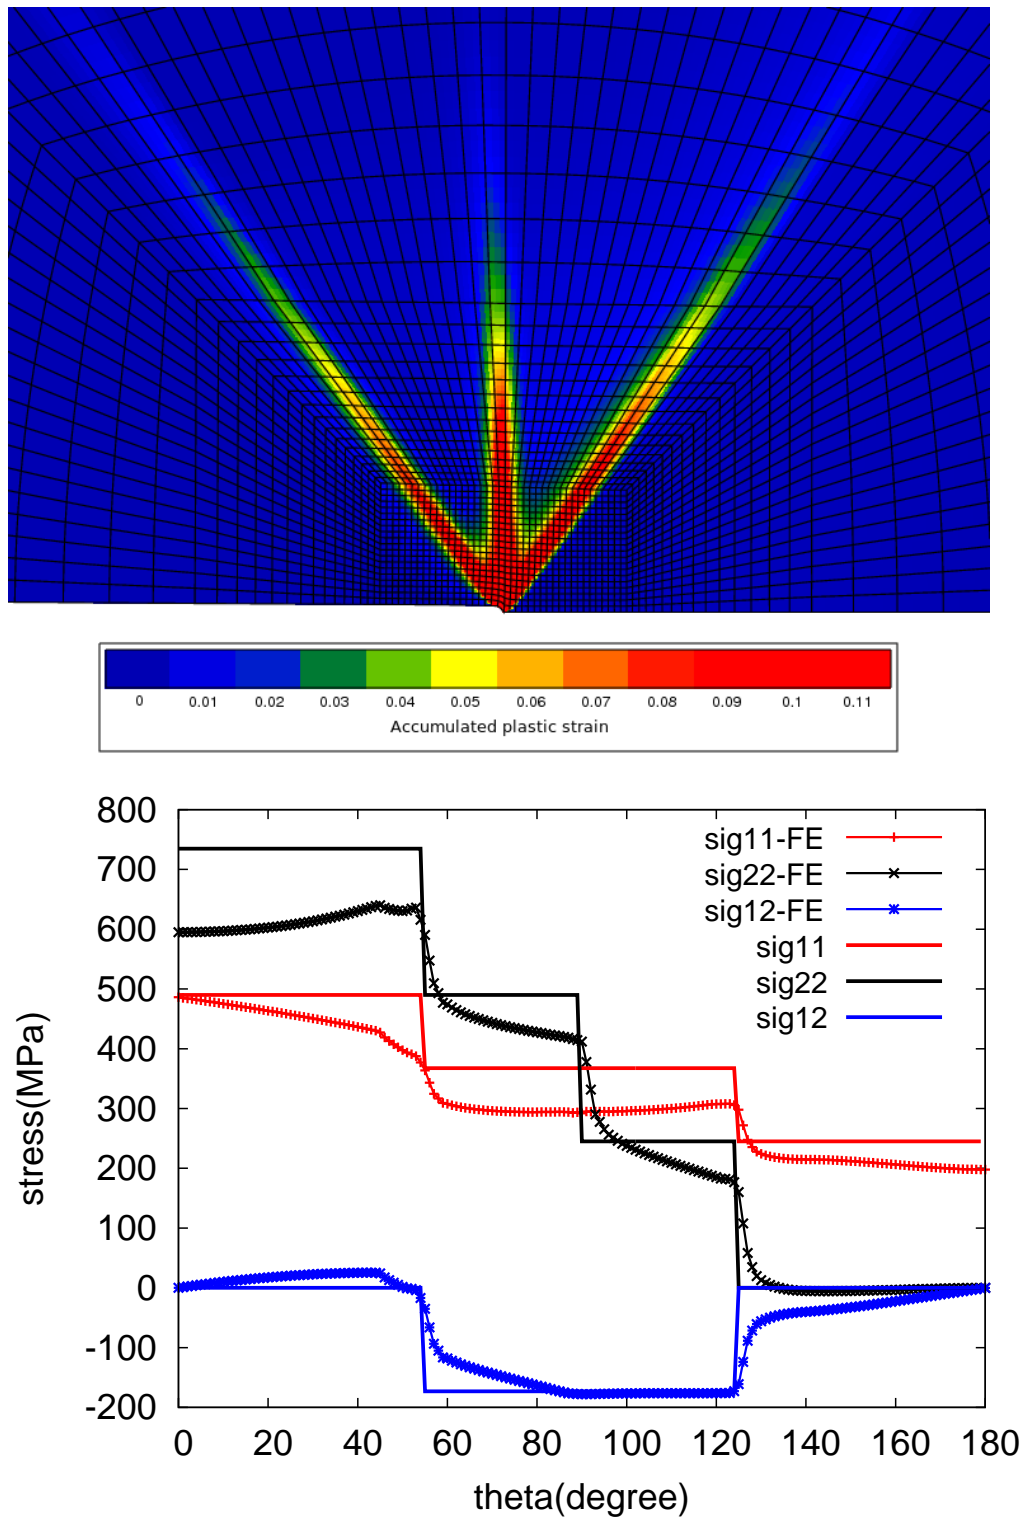 0 0.01 0.02 0.03 0.04 0.05 0.06 0.07 0.08 0.09 0.1 0.11
Accumulated plastic strain
800
700
600
500
400
300
200
100
0
-100
-200
stress(MPa)
sig11-FE
sig22-FE
sig12-FE
sig11
sig22
sig12
0 20 40 60 80 100 120 140 160 180
theta(degree)